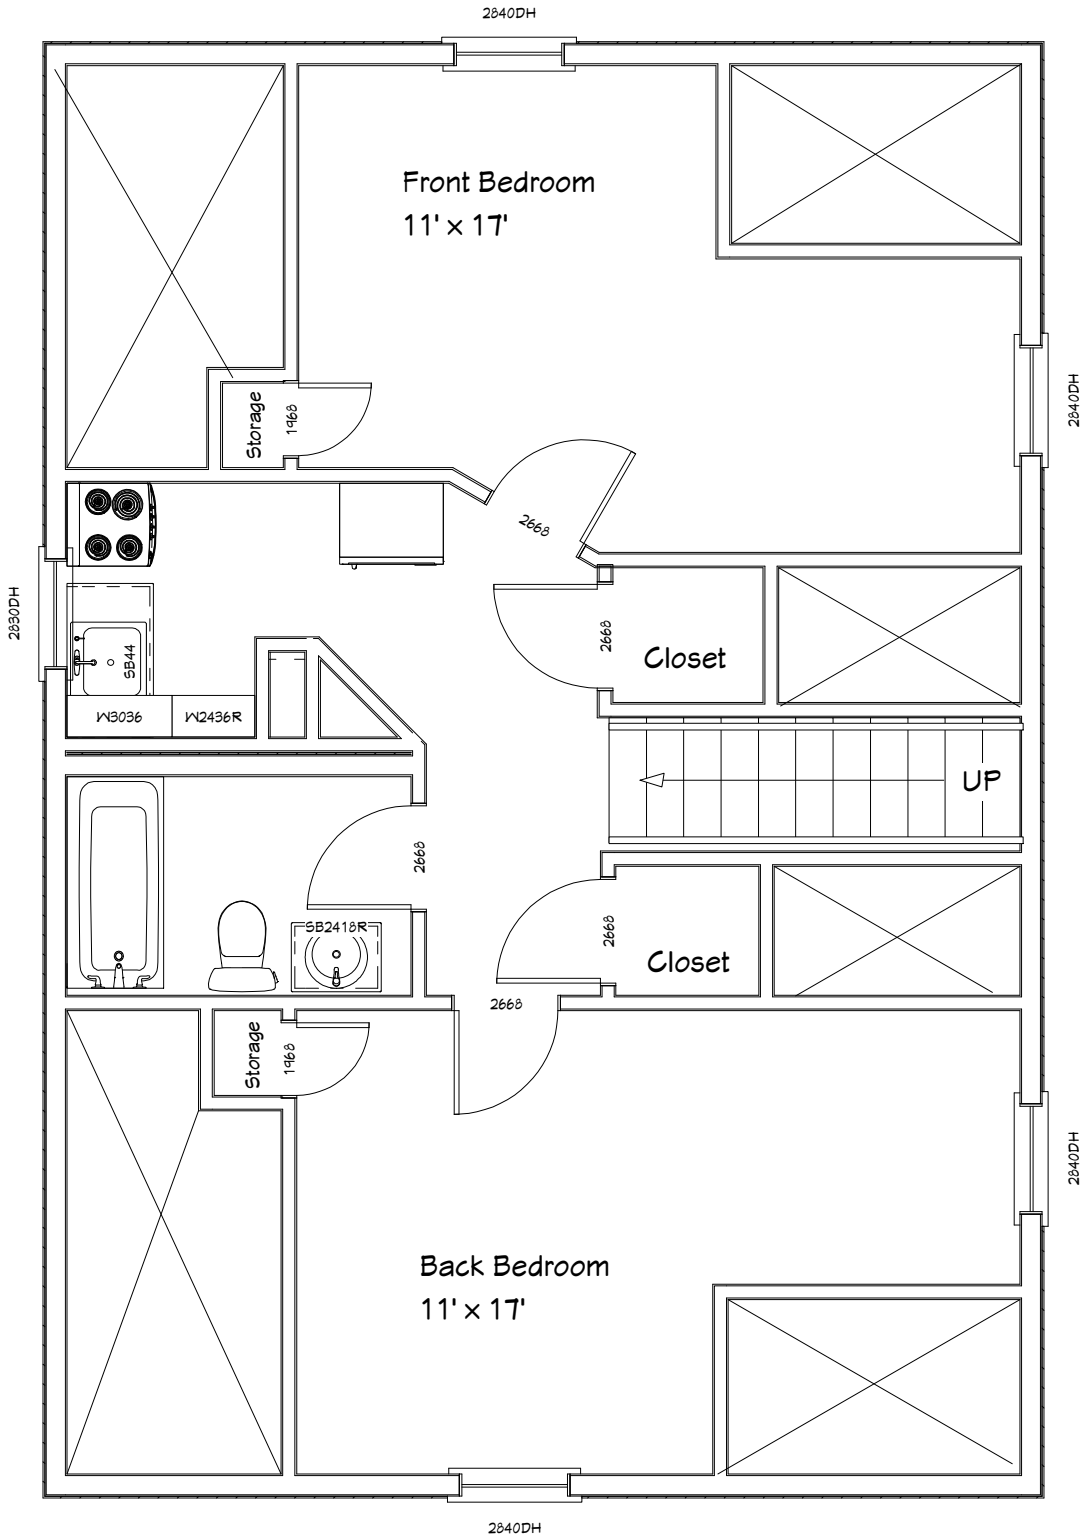 2840DH
Front Bedroom
11' x 17'
2840DH
Storage
1968
2668
2830DH
2668
Closet
SB44
W3036
W2436R
UP
2668
SB2418R
2668
Closet
2668
Storage
1968
2840DH
Back Bedroom
11' x 17'
2840DH